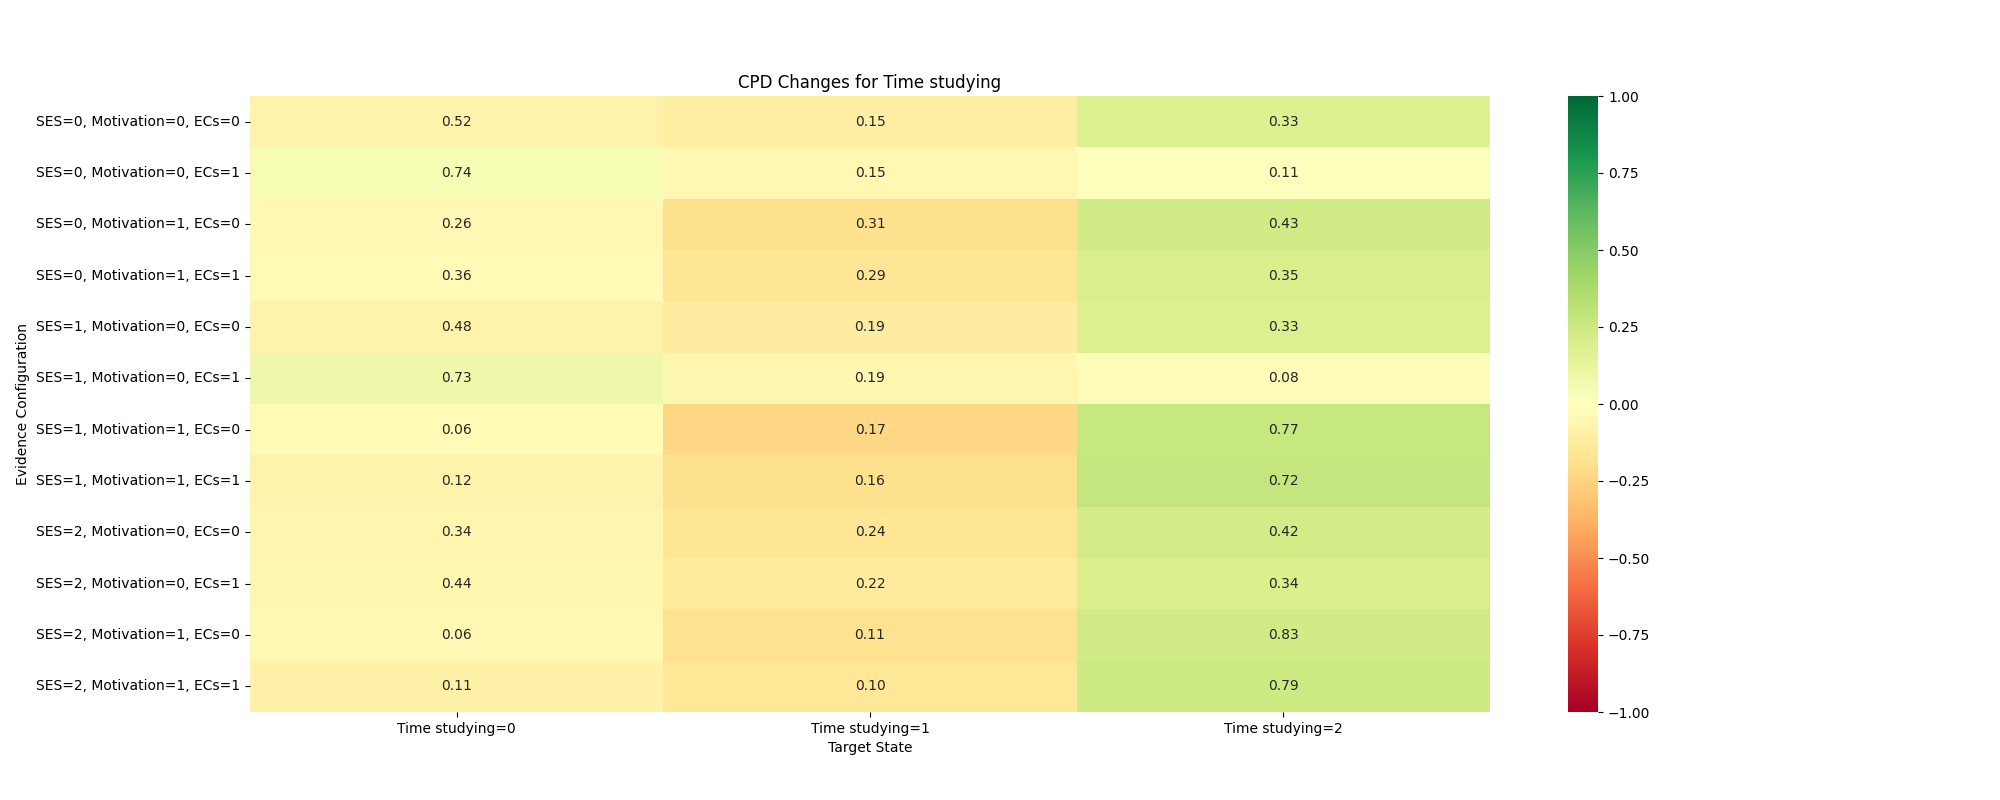 CPD Changes for Time studying
SES=0, Motivation=0, ECs=0 0.52 0.15 0.33
SES=0, Motivation=0, ECs=1 0.74 0.15 0.11
SES=0, Motivation=1, ECs=0 0.26 0.31 0.43
SES=0, Motivation=1, ECs=1 0.36 0.29 0.35
SES=1, Motivation=0, ECs=0 0.48 0.19 0.33
SES=1, Motivation=0, ECs=1 0.73 0.19 0.08
SES=1, Motivation=1, ECs=0 0.06 0.17 0.77
SES=1, Motivation=1, ECs=1 0.12 0.16 0.72
SES=2, Motivation=0, ECs=0 0.34 0.24 0.42
SES=2, Motivation=0, ECs=1 0.44 0.22 0.34
SES=2, Motivation=1, ECs=0 0.06 0.11 0.83
SES=2, Motivation=1, ECs=1 0.11 0.10 0.79
Evidence Configuration
Time studying=0 Time studying=1 Time studying=2
Target State
1.00
0.75
0.50
0.25
0.00
−0.25
−0.50
−0.75
−1.00